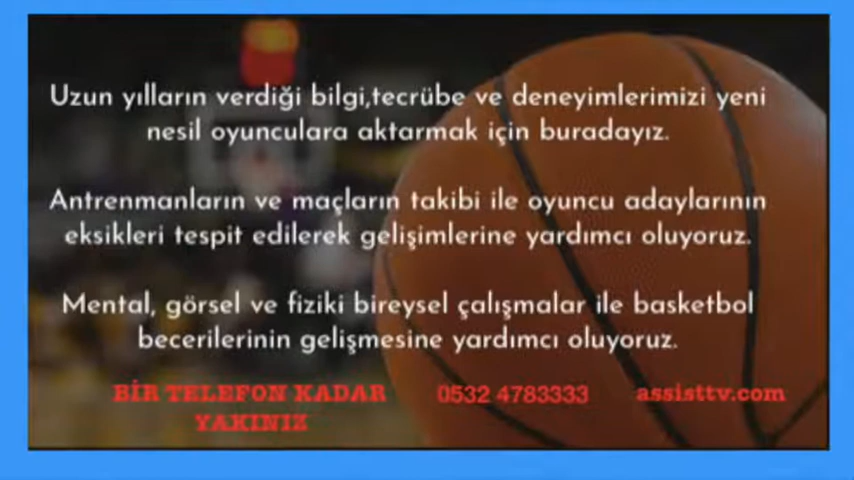 Uzun yılların verdiği bilgi,tecrübe ve deneyimlerimizi yeni
nesil oyunculara aktarmak için buradayız.
Antrenmanların ve maçların takibi ile oyuncu adaylarının
eksikleri tespit edilerek gelişimlerine yardımcı oluyoruz.
Mental, görsel ve fiziki bireysel çalışmalar ile basketbol
becerilerinin gelişmesine yardımcı oluyoruz.
BİR TELEFON KADAR
YAKINIZ
0532 4783333
assisttv.com